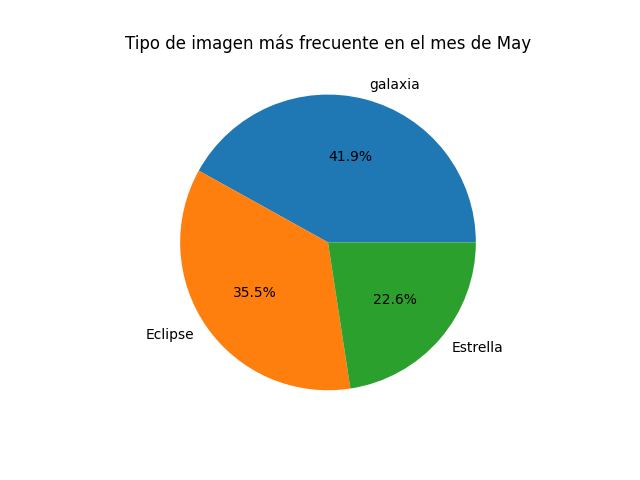 Tipo de imagen más frecuente en el mes de May
galaxia
41.9%
35.5%
22.6%
Eclipse
Estrella